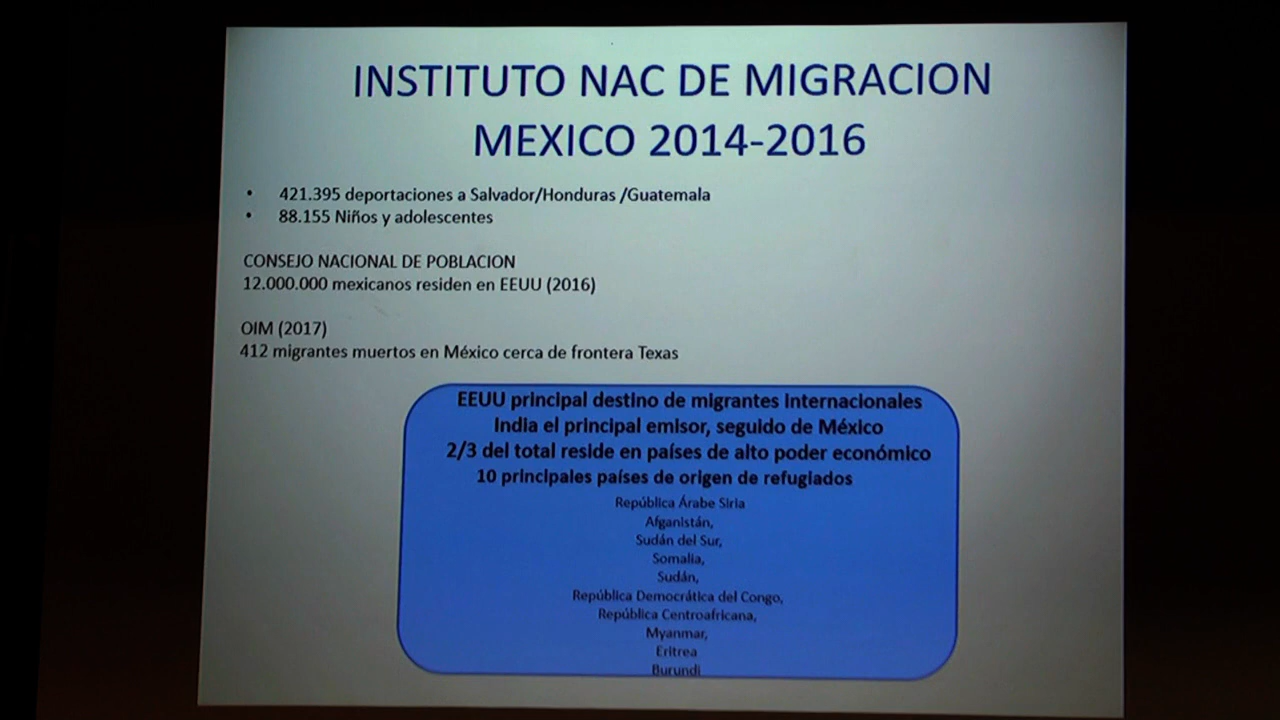 INSTITUTO NAC DE MIGRACION
MEXICO 2014-2016
• 421.395 deportaciones a Salvador/Honduras /Guatemala
• 88.155 Niños y adolescentes
CONSEJO NACIONAL DE POBLACION
12.000.000 mexicanos residen en EEUU (2016)
OIM (2017)
412 migrantes muertos en México cerca de frontera Texas
EEUU principal destino de migrantes internacionales
India el principal emisor, seguido de México
2/3 del total reside en países de alto poder económico
10 principales países de origen de refugiados
República Árabe Siria
Afganistán,
Sudán del Sur,
Somalia,
Sudán,
República Democrática del Congo,
República Centroafricana,
Myanmar,
Eritrea
Burundi